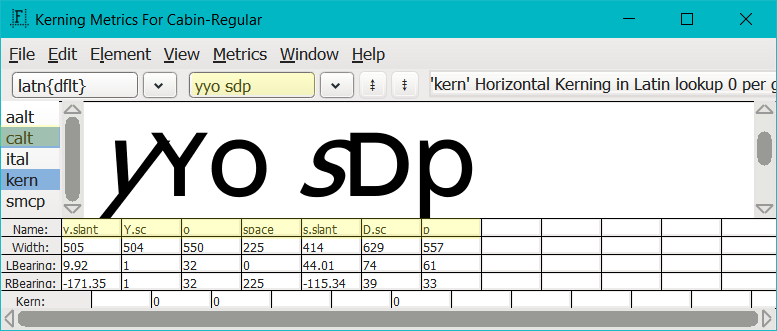 Kerning Metrics For Cabin-Regular
File Edit Element View Metrics Window Help
latn{dflt} yyo sdp 'kern' Horizontal Kerning in Latin lookup 0 per g
aalt
calt
ital
kern
smcp
yYo sDp
Name: y.slant Y.sc o space s.slant D.sc p
Width: 505 504 550 225 414 629 557
LBearing: 9.92 1 32 0 44.01 74 61
RBearing: -171.35 1 32 225 -115.34 39 33
Kern: 0 0 0